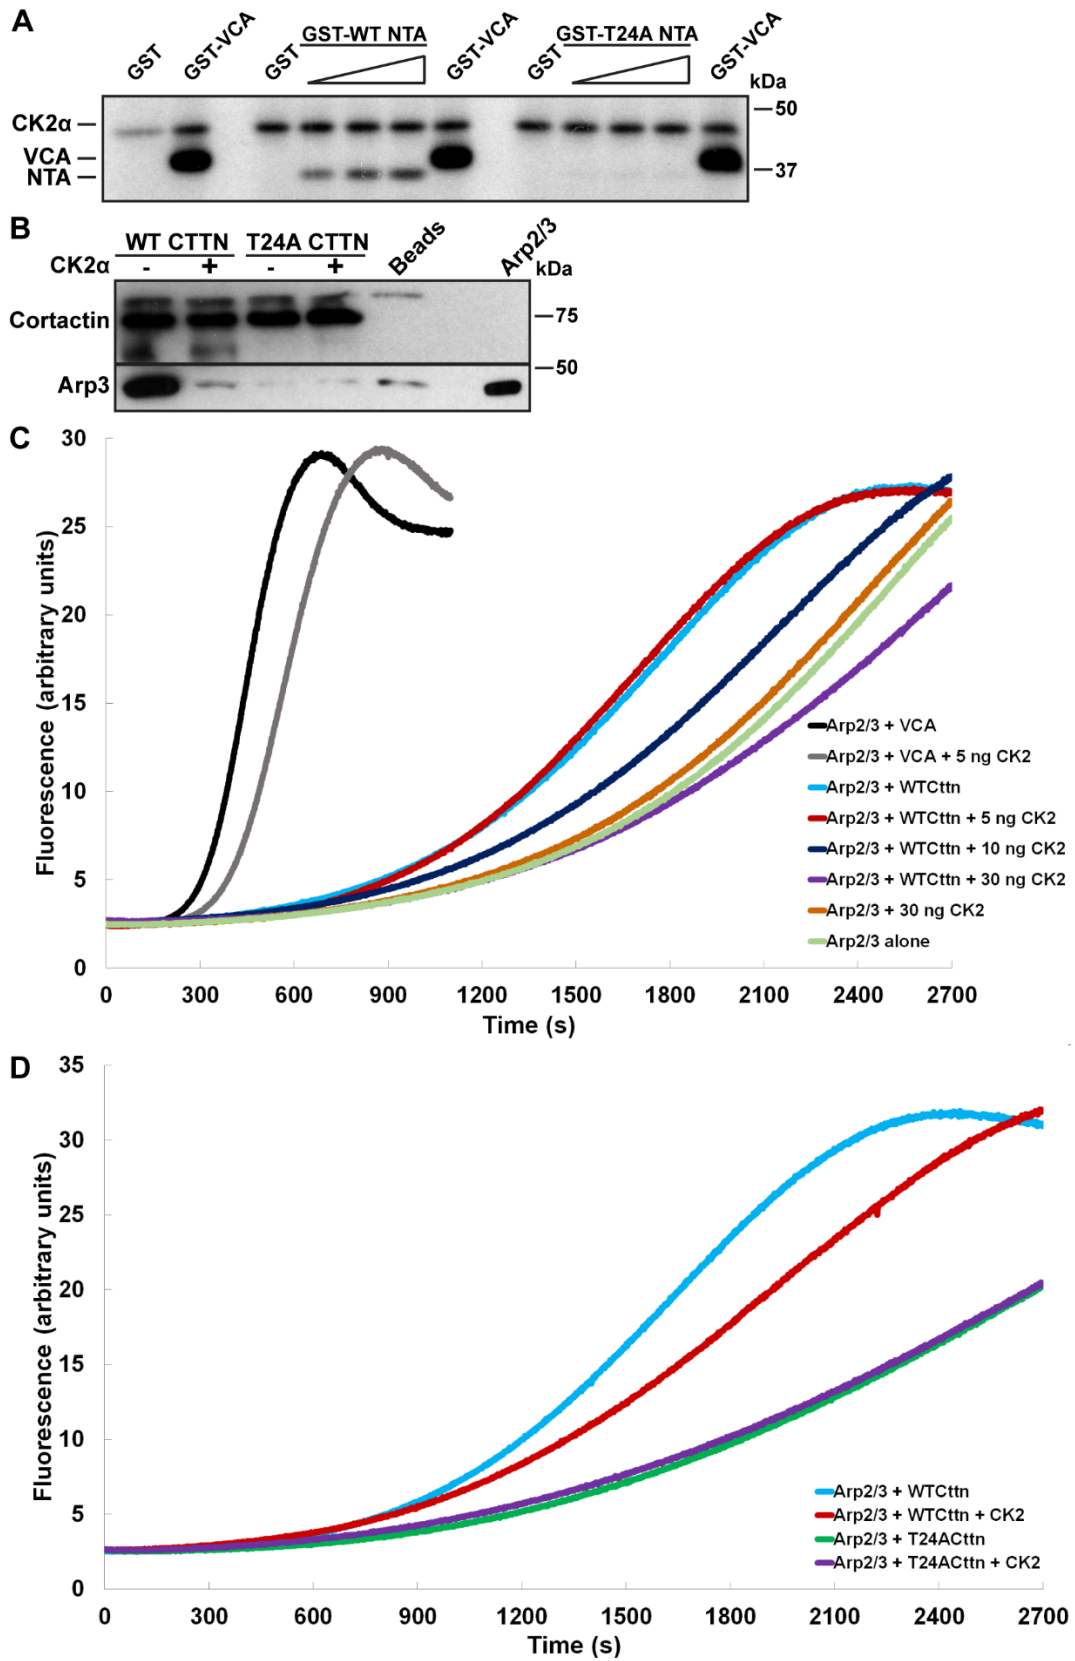 A
GST
GST-VCA
GST
GST-WT NTA
GST-VCA
GST
GST-T24A NTA
GST-VCA
kDa
CK2α
VCA
NTA
50
37
B
WT CTTN
T24A CTTN
Beads
Arp2/3
kDa
CK2α
- + - +
Cortactin
Arp3
75
50
C
Fluorescence (arbitrary units)
30
25
20
15
10
5
0
Arp2/3 + VCA
Arp2/3 + VCA + 5 ng CK2
Arp2/3 + WTCttn
Arp2/3 + WTCttn + 5 ng CK2
Arp2/3 + WTCttn + 10 ng CK2
Arp2/3 + WTCttn + 30 ng CK2
Arp2/3 + 30 ng CK2
Arp2/3 alone
0 300 600 900 1200 1500 1800 2100 2400 2700
Time (s)
D
Fluorescence (arbitrary units)
35
30
25
20
15
10
5
0
Arp2/3 + WTCttn
Arp2/3 + WTCttn + CK2
Arp2/3 + T24ACttn
Arp2/3 + T24ACttn + CK2
0 300 600 900 1200 1500 1800 2100 2400 2700
Time (s)